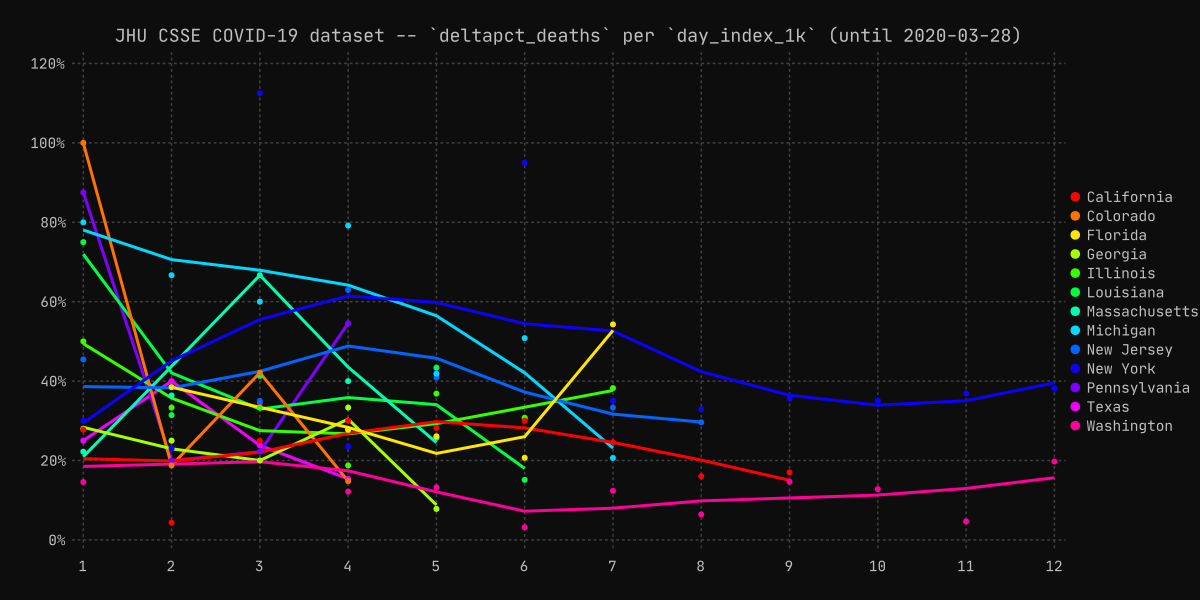 JHU CSSE COVID-19 dataset -- `deltapct_deaths` per `day_index_1k` (until 2020-03-28)
120%
100%
80%
60%
40%
20%
0%
1 2 3 4 5 6 7 8 9 10 11 12
California
Colorado
Florida
Georgia
Illinois
Louisiana
Massachusetts
Michigan
New Jersey
New York
Pennsylvania
Texas
Washington